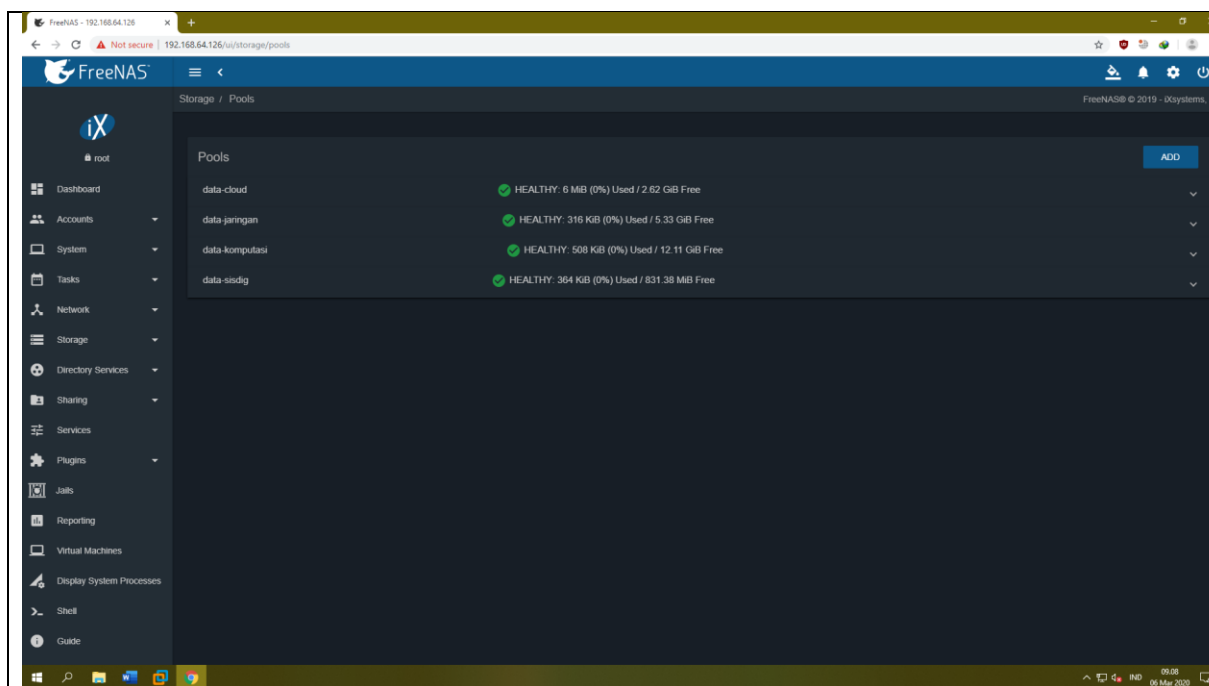 FreeNAS - 192.168.64.126
Not secure | 192.168.64.126/ui/storage/pools
FreeNAS
Storage / Pools
FreeNAS® © 2019 - iXsystems,
iX
root
Pools
ADD
data-cloud HEALTHY: 6 MiB (0%) Used / 2.62 GiB Free
data-jaringan HEALTHY: 316 KiB (0%) Used / 5.33 GiB Free
data-komputasi HEALTHY: 508 KiB (0%) Used / 12.11 GiB Free
data-sisdig HEALTHY: 364 KiB (0%) Used / 831.38 MiB Free
Dashboard
Accounts
System
Tasks
Network
Storage
Directory Services
Sharing
Services
Plugins
Jails
Reporting
Virtual Machines
Display System Processes
Shell
Guide
IND
09.08
06 Mar 2020